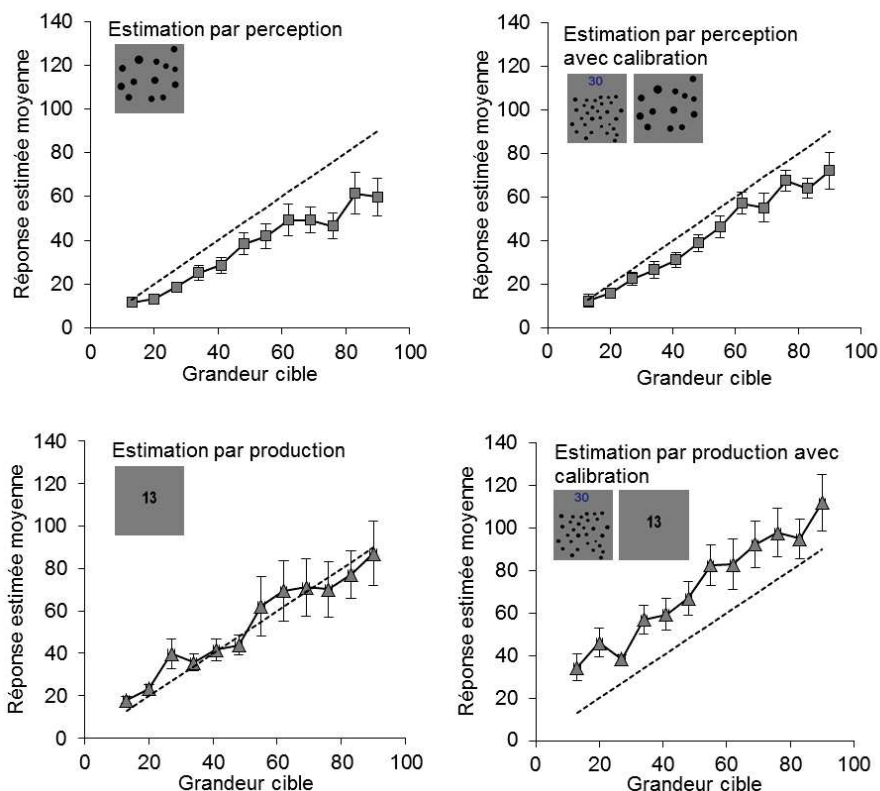 Estimation par perception
140
120
100
80
60
40
20
0
Réponse estimée moyenne
0 20 40 60 80 100
Grandeur cible
Estimation par perception
avec calibration
30
140
120
100
80
60
40
20
0
Réponse estimée moyenne
0 20 40 60 80 100
Grandeur cible
Estimation par production
13
140
120
100
80
60
40
20
0
Réponse estimée moyenne
0 20 40 60 80 100
Grandeur cible
Estimation par production avec
calibration
30
13
140
120
100
80
60
40
20
0
Réponse estimée moyenne
0 20 40 60 80 100
Grandeur cible